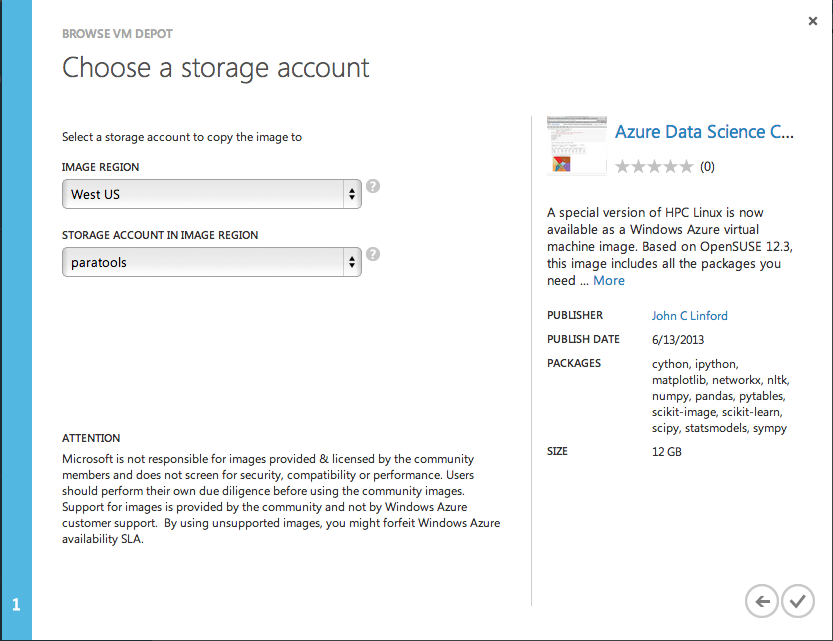 BROWSE VM DEPOT
Choose a storage account
Select a storage account to copy the image to
IMAGE REGION
West US
?
STORAGE ACCOUNT IN IMAGE REGION
paratools
?
ATTENTION
Microsoft is not responsible for images provided & licensed by the community
members and does not screen for security, compatibility or performance. Users
should perform their own due diligence before using the community images.
Support for images is provided by the community and not by Windows Azure
customer support.  By using unsupported images, you might forfeit Windows Azure
availability SLA.
1
Azure Data Science C...
(0)
A special version of HPC Linux is now
available as a Windows Azure virtual
machine image. Based on OpenSUSE 12.3,
this image includes all the packages you
need ... More
PUBLISHER John C Linford
PUBLISH DATE 6/13/2013
PACKAGES cython, ipython,
matplotlib, networkx, nltk,
numpy, pandas, pytables,
scikit-image, scikit-learn,
scipy, statsmodels, sympy
SIZE 12 GB